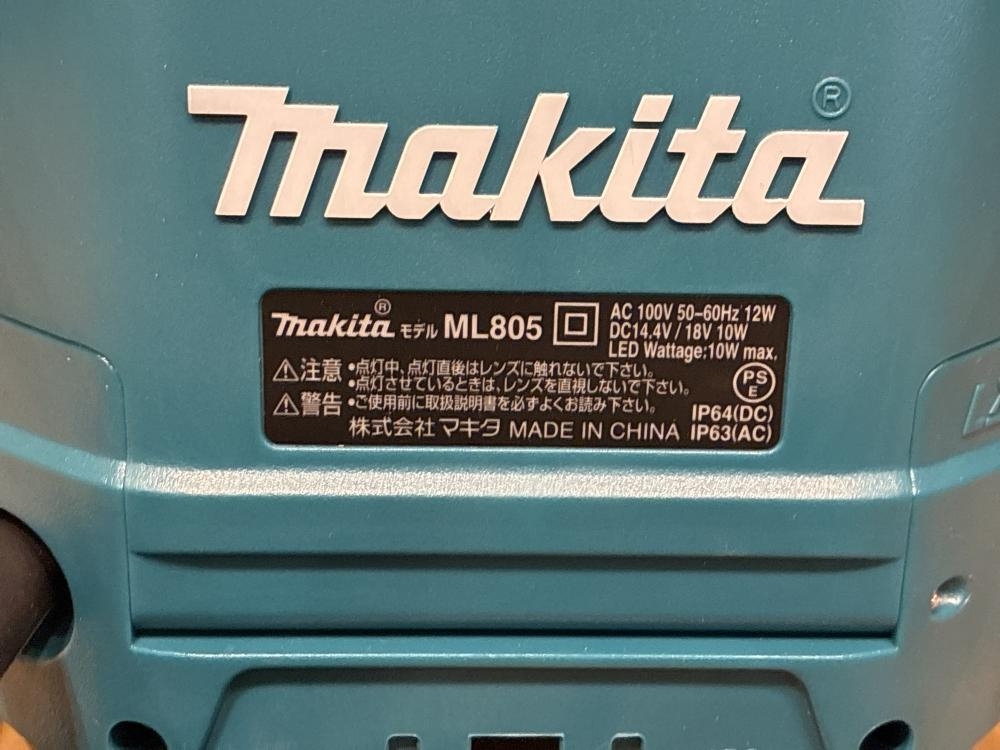 makita®
makita® モデル ML805
AC 100V 50-60Hz 12W
DC14.4V / 18V 10W
LED Wattage:10W max.
⚠注意 •点灯中、点灯直後はレンズに触れないで下さい。
•点灯させているときは、レンズを直視しないで下さい。
⚠警告 •ご使用前に取扱説明書を必ずよくお読み下さい。
PS
E
IP64(DC)
株式会社 マキタ MADE IN CHINA IP63(AC)